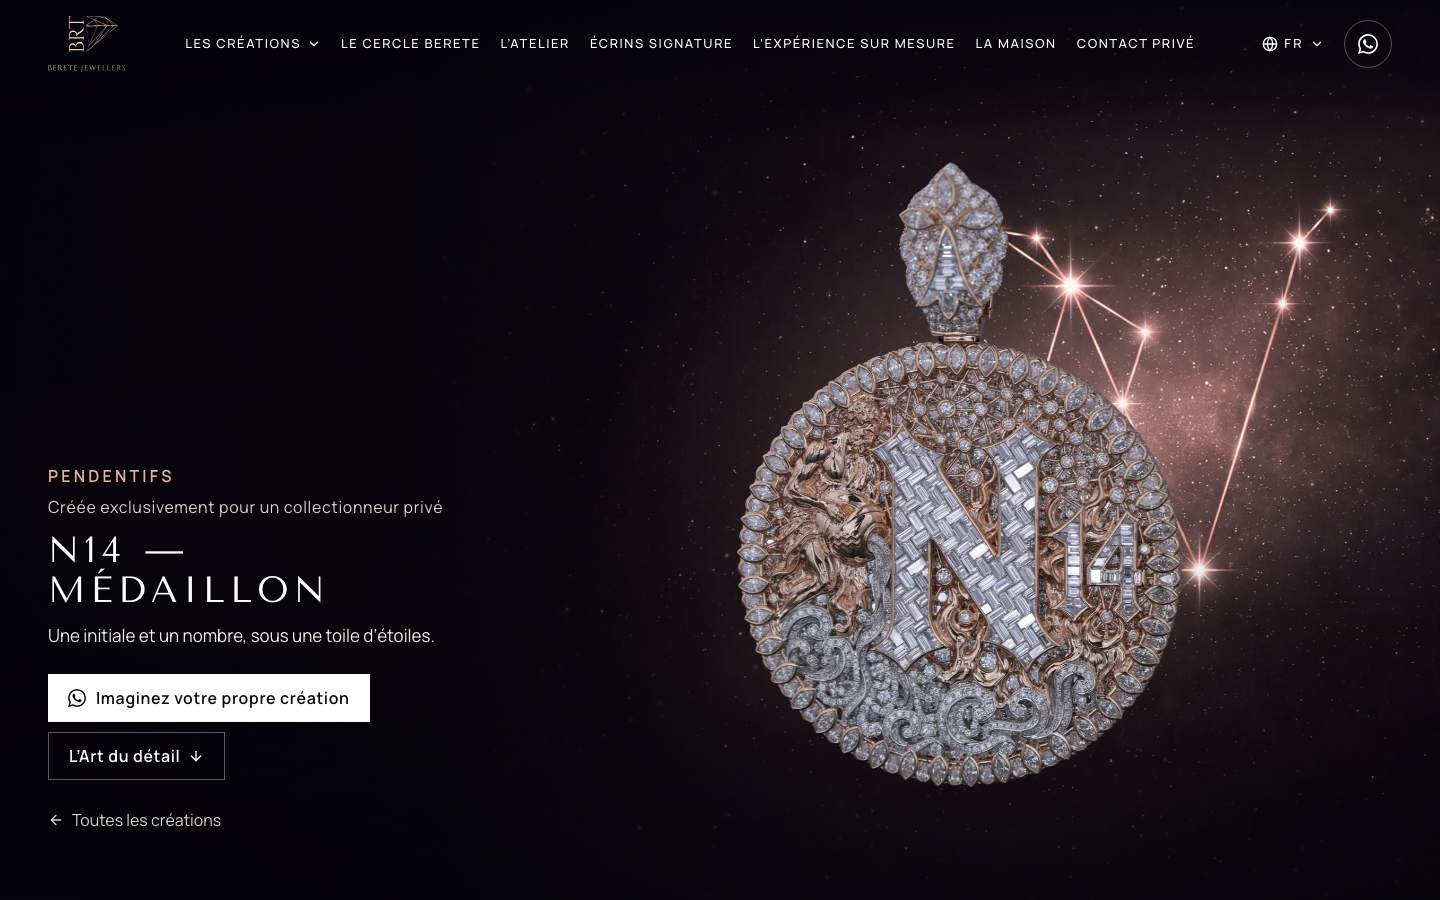 BRT
BERETE JEWELLERS
LES CRÉATIONS
LE CERCLE BERETE
L’ATELIER
ÉCRINS SIGNATURE
L’EXPÉRIENCE SUR MESURE
LA MAISON
CONTACT PRIVÉ
FR
PENDENTIFS
Créée exclusivement pour un collectionneur privé
N14 —
MÉDAILLON
Une initiale et un nombre, sous une toile d’étoiles.
Imaginez votre propre création
L’Art du détail ↓
← Toutes les créations
N
14